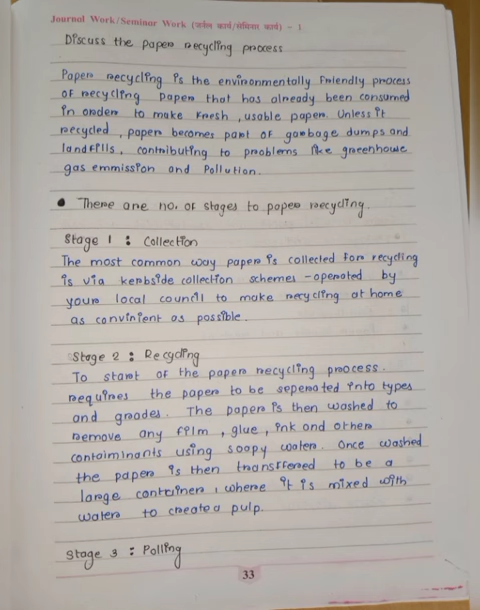 Journal Work/Seminar Work (जर्नल कार्य/सेमिनार कार्य) - 1
Discuss the paper recycling process
Paper recycling is the environmentally friendly process
of recycling paper that has already been consumed
in order to make fresh, usable paper. Unless it
recycled, paper becomes part of garbage dumps and
landfills, contributing to problems like greenhouse
gas emmission and Pollution.
• There are no. of stages to paper recycling.
Stage 1 : Collection
The most common way paper is collected for recycling
is via kerbside collection schemes - operated by
your local council to make recycling at home
as convinient as possible.
Stage 2 : Recycling
To start of the paper recycling process.
requires the paper to be seperated into types
and grades. The paper is then washed to
remove any film, glue, ink and other
contaiminants using soapy water. Once washed
the paper is then transffered to be a
large container, where it is mixed with
water to create a pulp.
Stage 3 : Polling
33